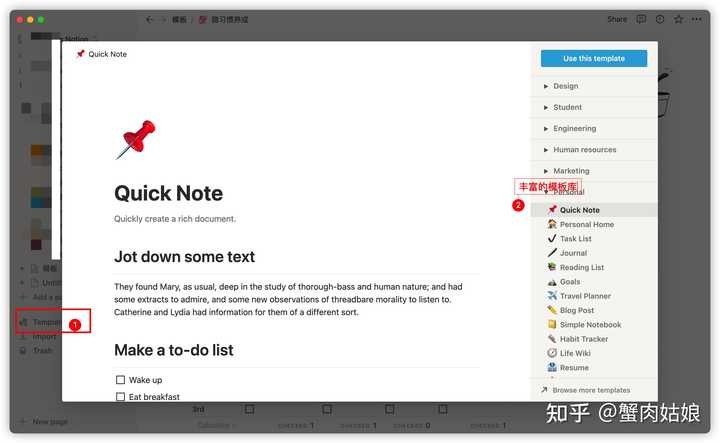 模板 / 微习惯养成
Share
Notion
Quick Note
Use this template
Design
Student
Engineering
Human resources
Marketing
丰富的模板库
Personal
2
Quick Note
Quick Note
Quickly create a rich document.
Personal Home
Task List
Journal
Reading List
Goals
Travel Planner
Blog Post
Simple Notebook
Habit Tracker
Life Wiki
Resume
Browse more templates
Jot down some text
They found Mary, as usual, deep in the study of thorough-bass and human nature; and had
some extracts to admire, and some new observations of threadbare morality to listen to.
Catherine and Lydia had information for them of a different sort.
Make a to-do list
Wake up
Eat breakfast
模板
Add a
1
Import
Trash
New page
3rd
Calculate
CHECKED 1
CHECKED 1
CHECKED 0
CHECKED 1
知乎 @蟹肉姑娘